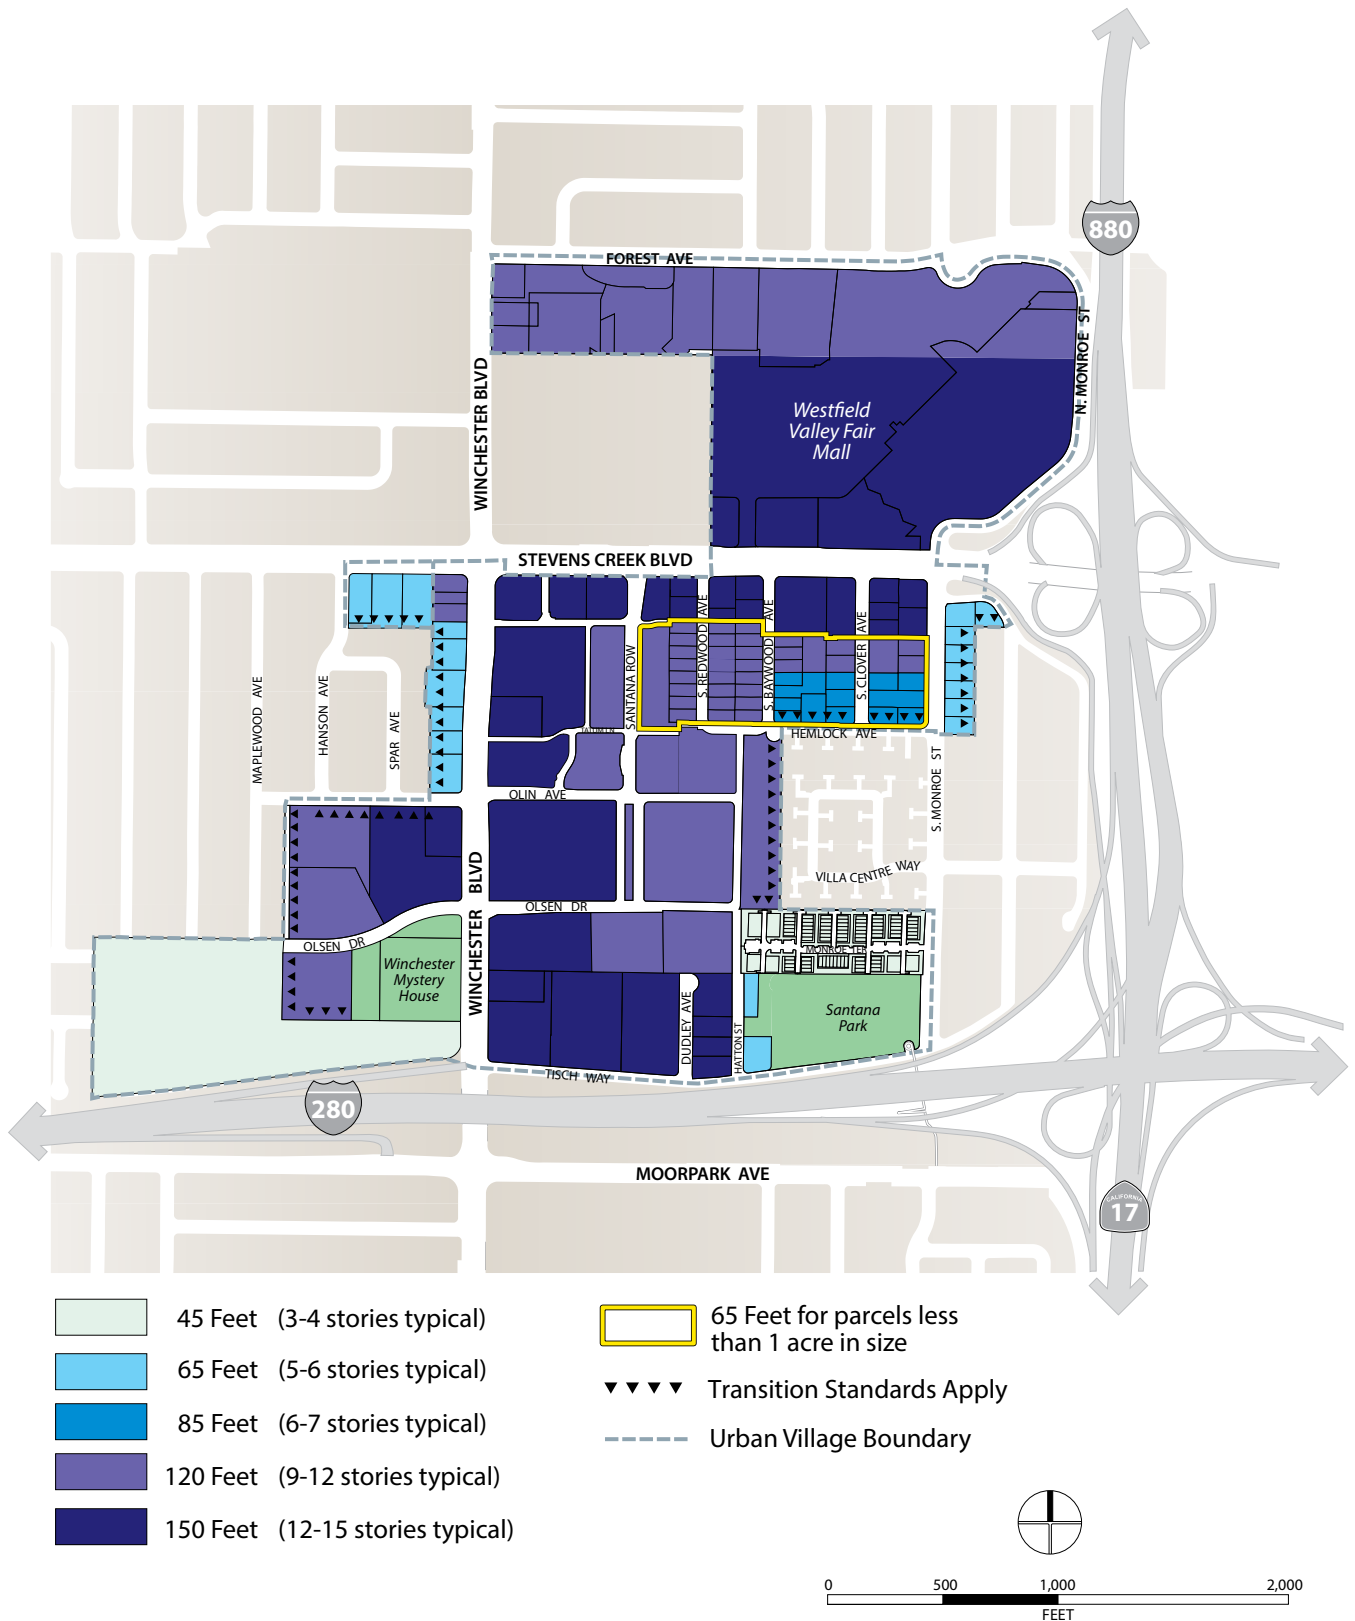 880
FOREST AVE
N. MONROE ST
WINCHESTER BLVD
Westfield
Valley Fair
Mall
STEVENS CREEK BLVD
MAPLEWOOD AVE
HANSON AVE
SPAR AVE
SANTANA ROW
S. REDWOOD AVE
S. BAYWOOD AVE
S. CLOVER AVE
HEMLOCK AVE
TATUM LN
OLIN AVE
S. MONROE ST
VILLA CENTRE WAY
WINCHESTER BLVD
OLSEN DR
OLSEN DR
MONROE TER
Winchester
Mystery
House
Santana
Park
DUDLEY AVE
HATTON ST
TISCH WAY
280
MOORPARK AVE
CALIFORNIA
17
45 Feet (3-4 stories typical)
65 Feet (5-6 stories typical)
85 Feet (6-7 stories typical)
120 Feet (9-12 stories typical)
150 Feet (12-15 stories typical)
65 Feet for parcels less
than 1 acre in size
Transition Standards Apply
Urban Village Boundary
0 500 1,000 2,000
FEET